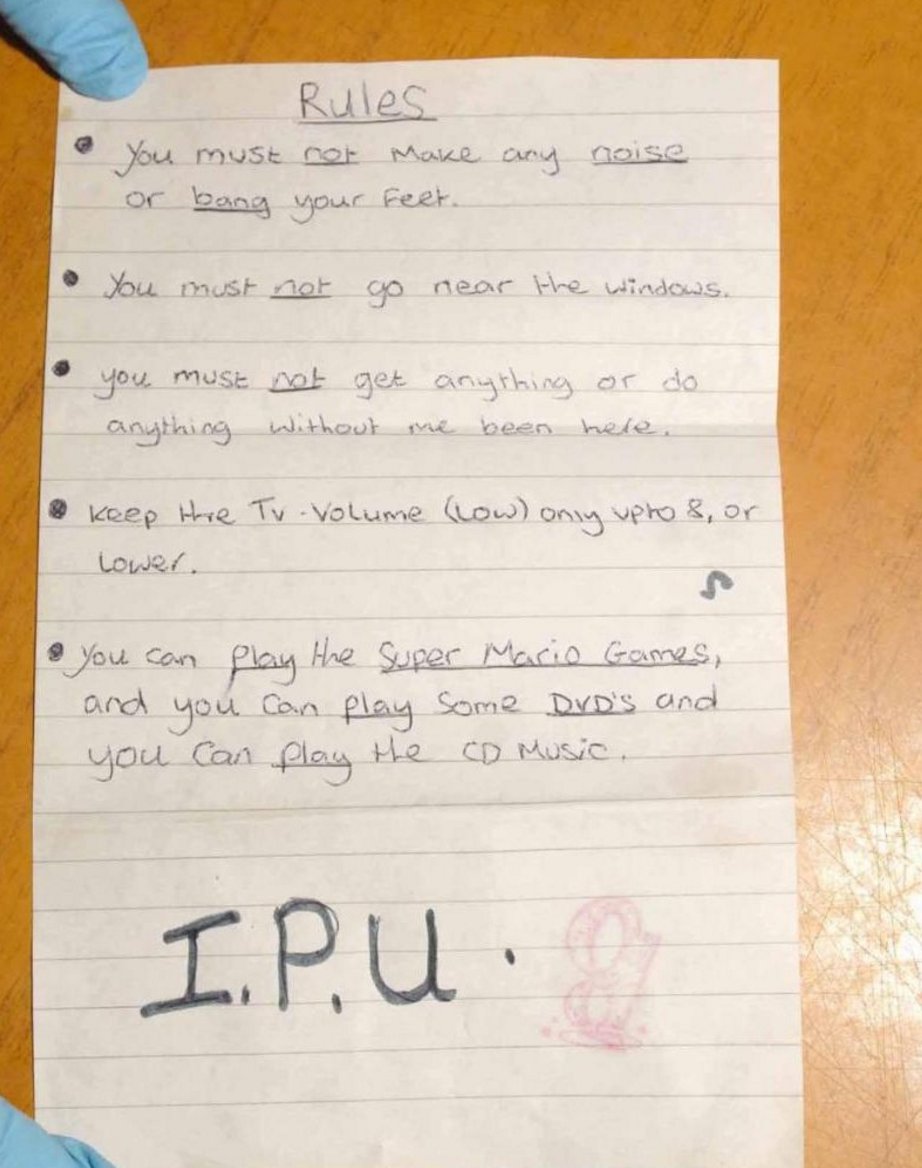 Rules
• You must not make any noise
or bang your feet.
• You must not go near the windows.
• you must not get anything or do
anything without me been here.
• Keep the Tv-Volume (Low) only upto 8, or
Lower.
• You can play the Super Mario Games,
and you can play some DVD's and
you can play the CD Music.
I.P.U.